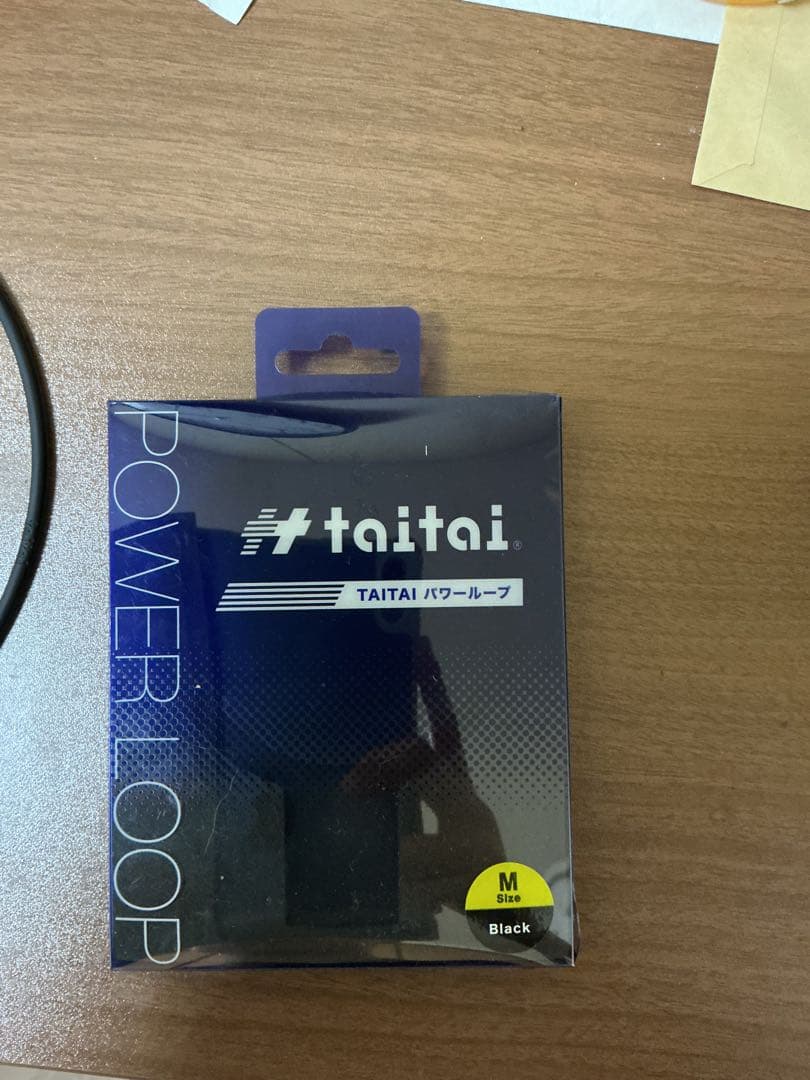 POWER LOOP
taitai®
TAITAI パワーループ
M
Size
Black